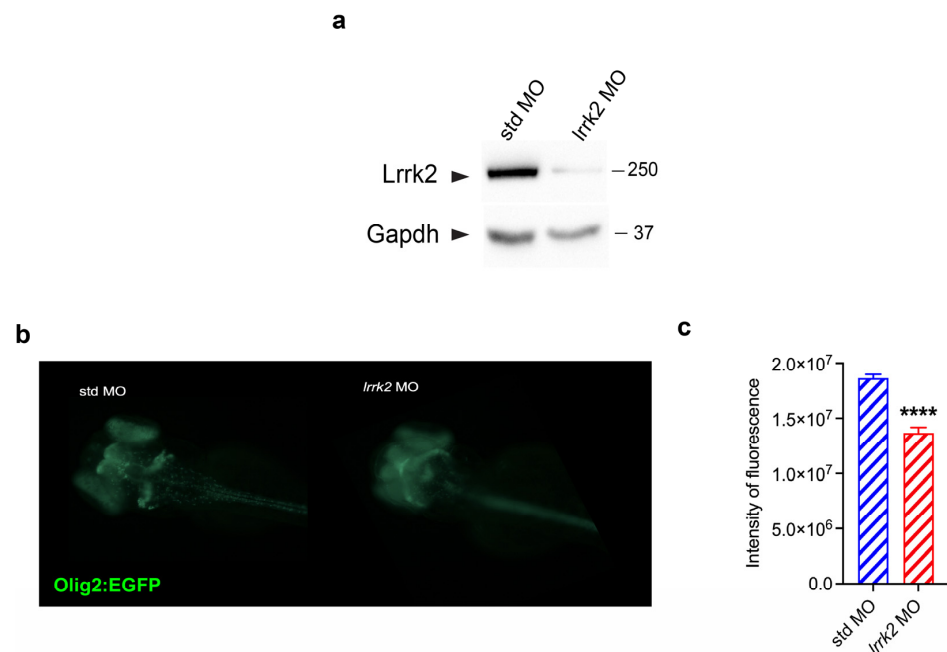 a
std MO
lrrk2 MO
Lrrk2
250
Gapdh
37
b
std MO
lrrk2 MO
Olig2:EGFP
c
Intensity of fluorescence
2.0×10⁷
1.5×10⁷
1.0×10⁷
5.0×10⁶
0.0
****
std MO
lrrk2 MO